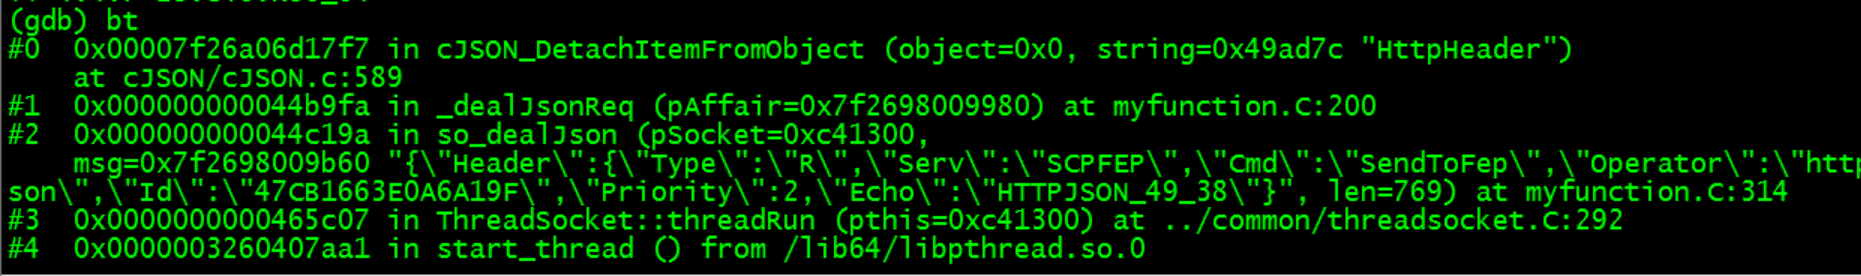 (gdb) bt
#0  0x00007f26a06d17f7 in cJSON_DetachItemFromObject (object=0x0, string=0x49ad7c "HttpHeader")
    at cJSON/cJSON.c:589
#1  0x000000000044b9fa in _dealJsonReq (pAffair=0x7f2698009980) at myfunction.C:200
#2  0x000000000044c19a in so_dealJson (pSocket=0xc41300,
    msg=0x7f2698009b60 "{\"Header\":{\"Type\":\"R\",\"Serv\":\"SCPFEP\",\"Cmd\":\"SendToFep\",\"Operator\":\"http
son\",\"Id\":\"47CB1663E0A6A19F\",\"Priority\":2,\"Echo\":\"HTTPJSON_49_38\"}", len=769) at myfunction.C:314
#3  0x0000000000465c07 in ThreadSocket::threadRun (pthis=0xc41300) at ../common/threadsocket.C:292
#4  0x0000003260407aa1 in start_thread () from /lib64/libpthread.so.0